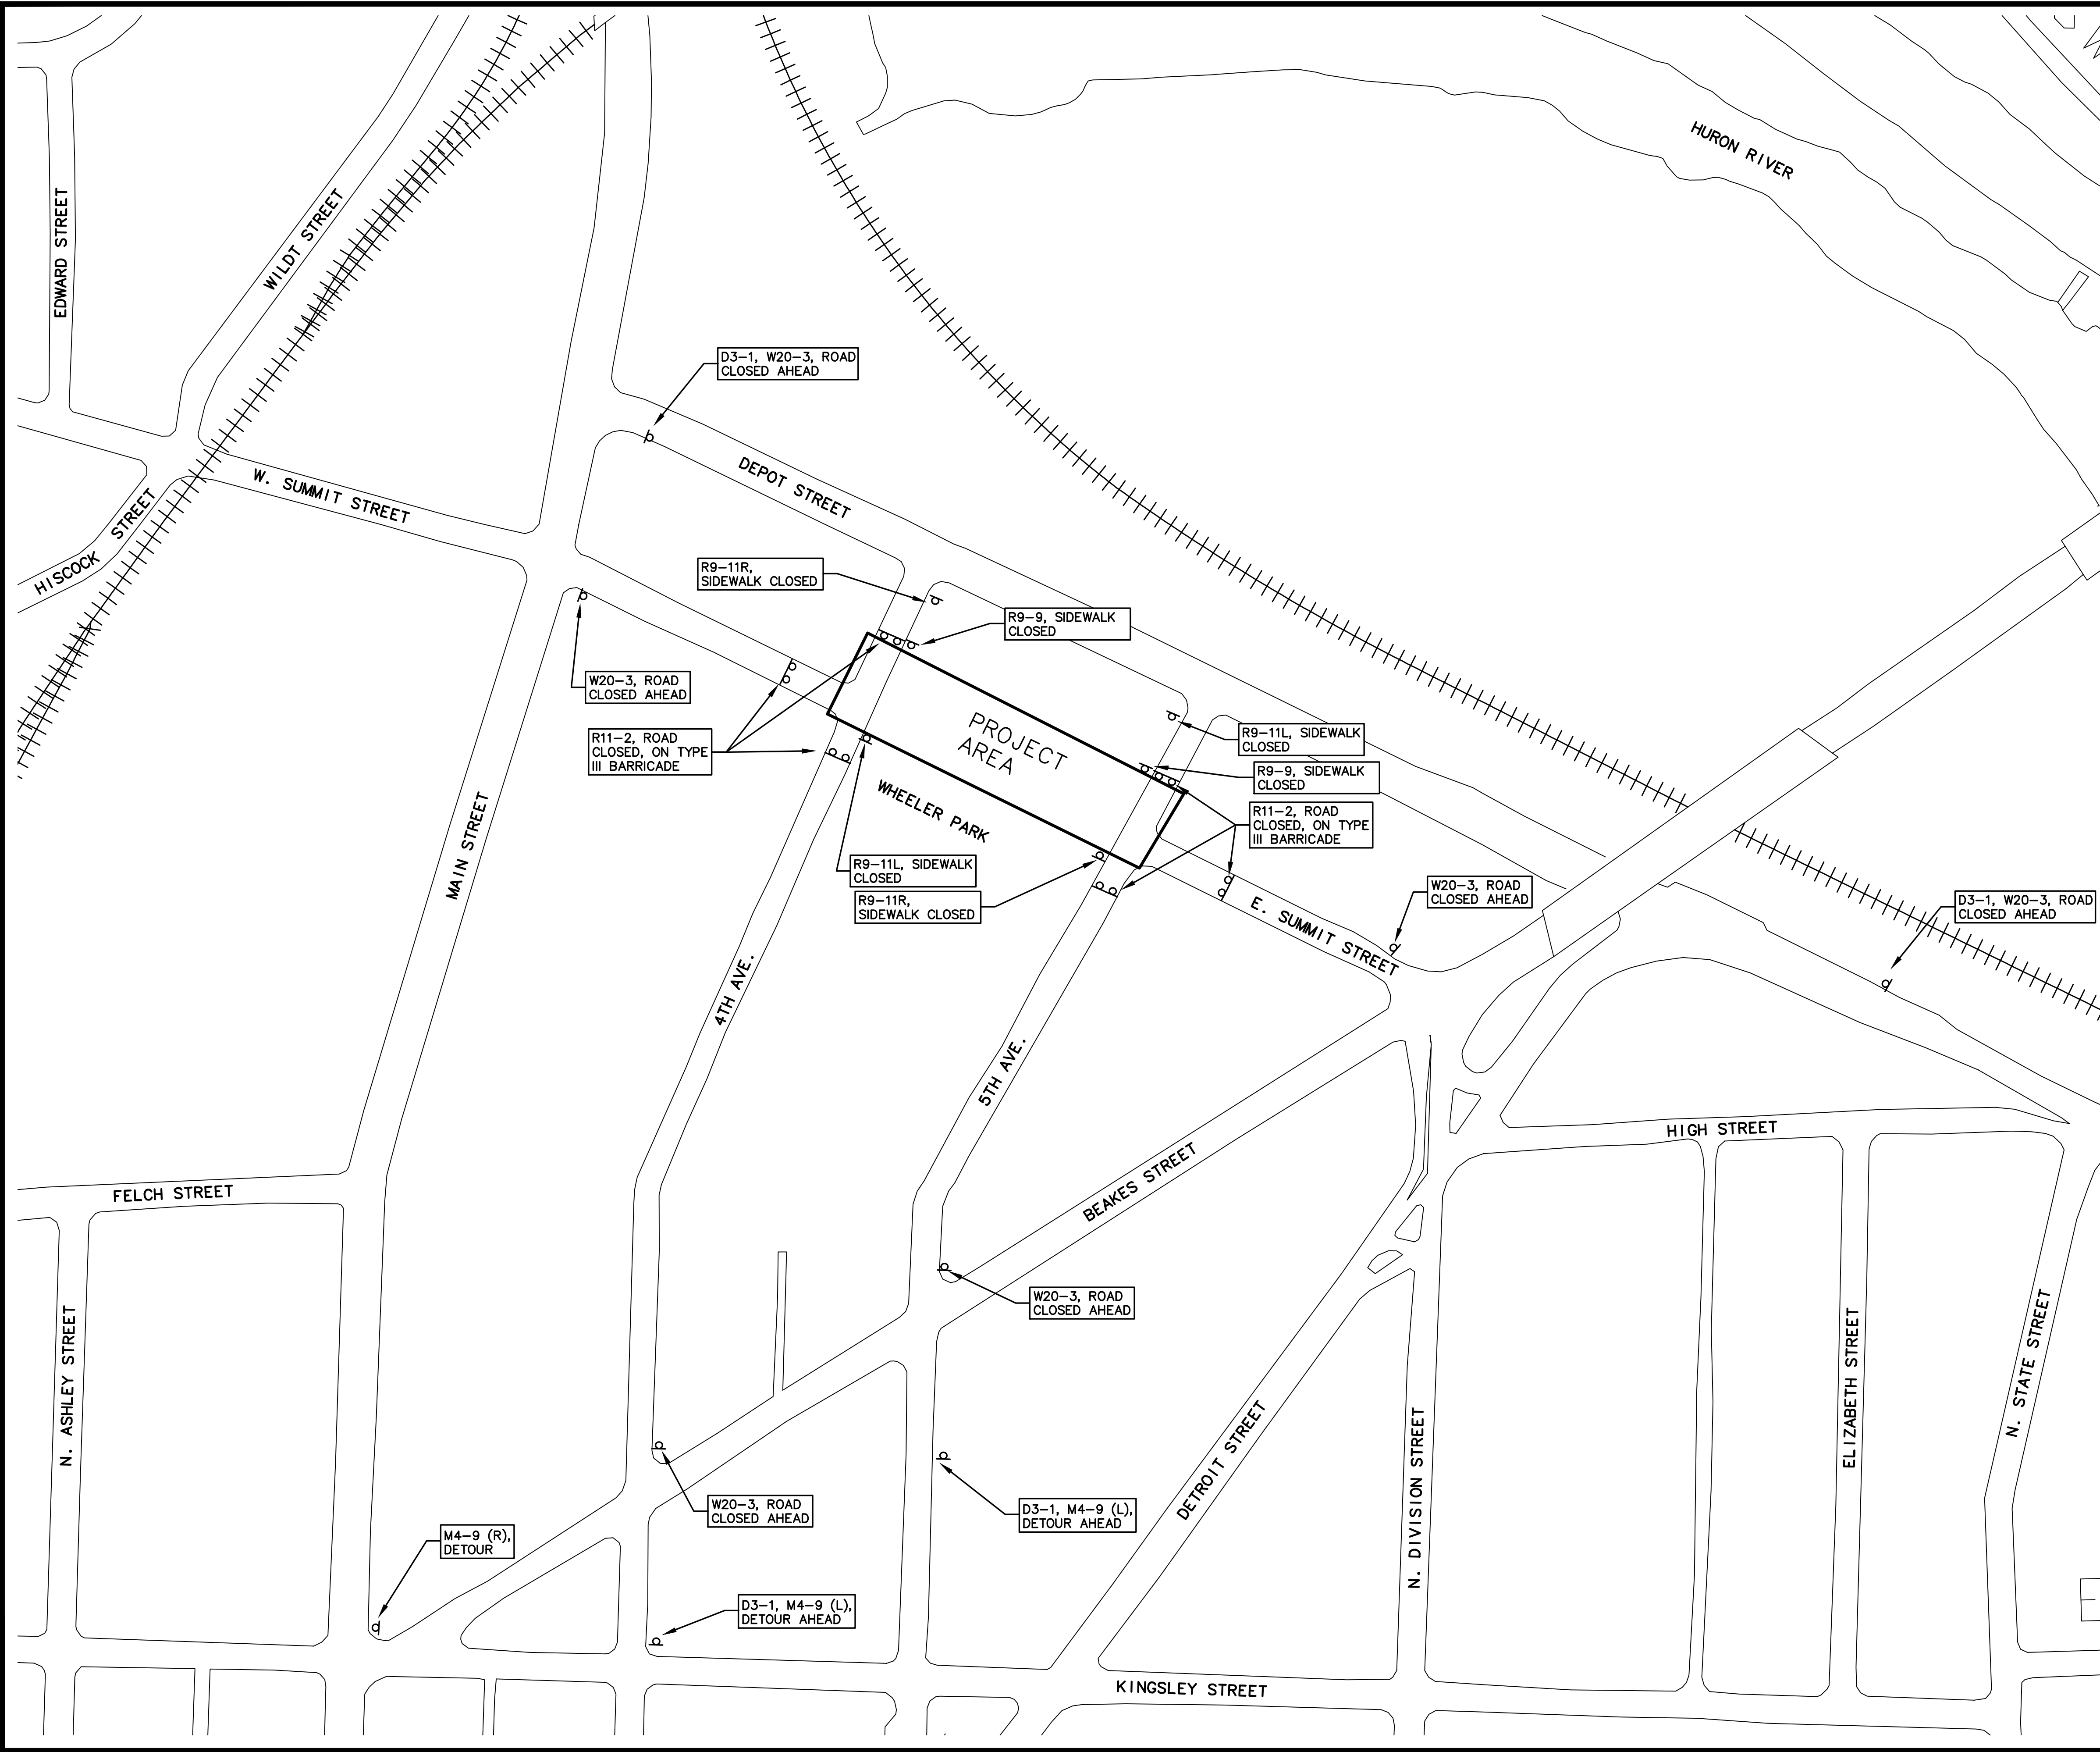 HURON RIVER
EDWARD STREET
WILDT STREET
D3-1, W20-3, ROAD
CLOSED AHEAD
DEPOT STREET
W. SUMMIT STREET
HISCOCK STREET
R9-11R,
SIDEWALK CLOSED
R9-9, SIDEWALK
CLOSED
W20-3, ROAD
CLOSED AHEAD
R11-2, ROAD
CLOSED, ON TYPE
III BARRICADE
PROJECT
AREA
R9-11L, SIDEWALK
CLOSED
R9-9, SIDEWALK
CLOSED
R11-2, ROAD
CLOSED, ON TYPE
III BARRICADE
WHEELER PARK
MAIN STREET
R9-11L, SIDEWALK
CLOSED
R9-11R,
SIDEWALK CLOSED
W20-3, ROAD
CLOSED AHEAD
D3-1, W20-3, ROAD
CLOSED AHEAD
E. SUMMIT STREET
4TH AVE.
5TH AVE.
HIGH STREET
BEAKES STREET
FELCH STREET
W20-3, ROAD
CLOSED AHEAD
N. ASHLEY STREET
DETROIT STREET
N. DIVISION STREET
ELIZABETH STREET
N. STATE STREET
W20-3, ROAD
CLOSED AHEAD
D3-1, M4-9 (L),
DETOUR AHEAD
M4-9 (R),
DETOUR
D3-1, M4-9 (L),
DETOUR AHEAD
KINGSLEY STREET